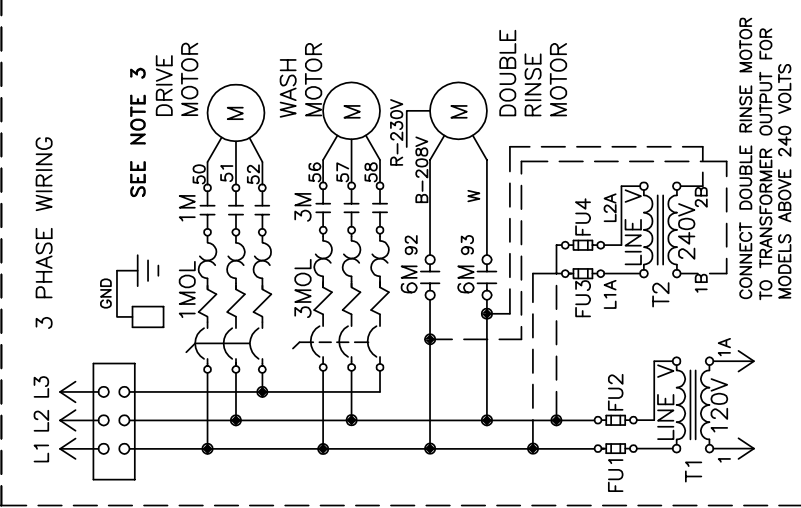 3 PHASE WIRING
L1 L2 L3
GND
SEE NOTE 3
DRIVE
MOTOR
1MOL
1M
50
51
52
M
WASH
MOTOR
3MOL
3M
56
57
58
M
DOUBLE
RINSE
MOTOR
6M 92
6M 93
B-208V
R-230V
W
M
FU3
FU4
L1A
L2A
LINE V
240V
T2
1B
2B
FU1
FU2
LINE V
120V
T1
1
1A
CONNECT DOUBLE RINSE MOTOR
TO TRANSFORMER OUTPUT FOR
MODELS ABOVE 240 VOLTS